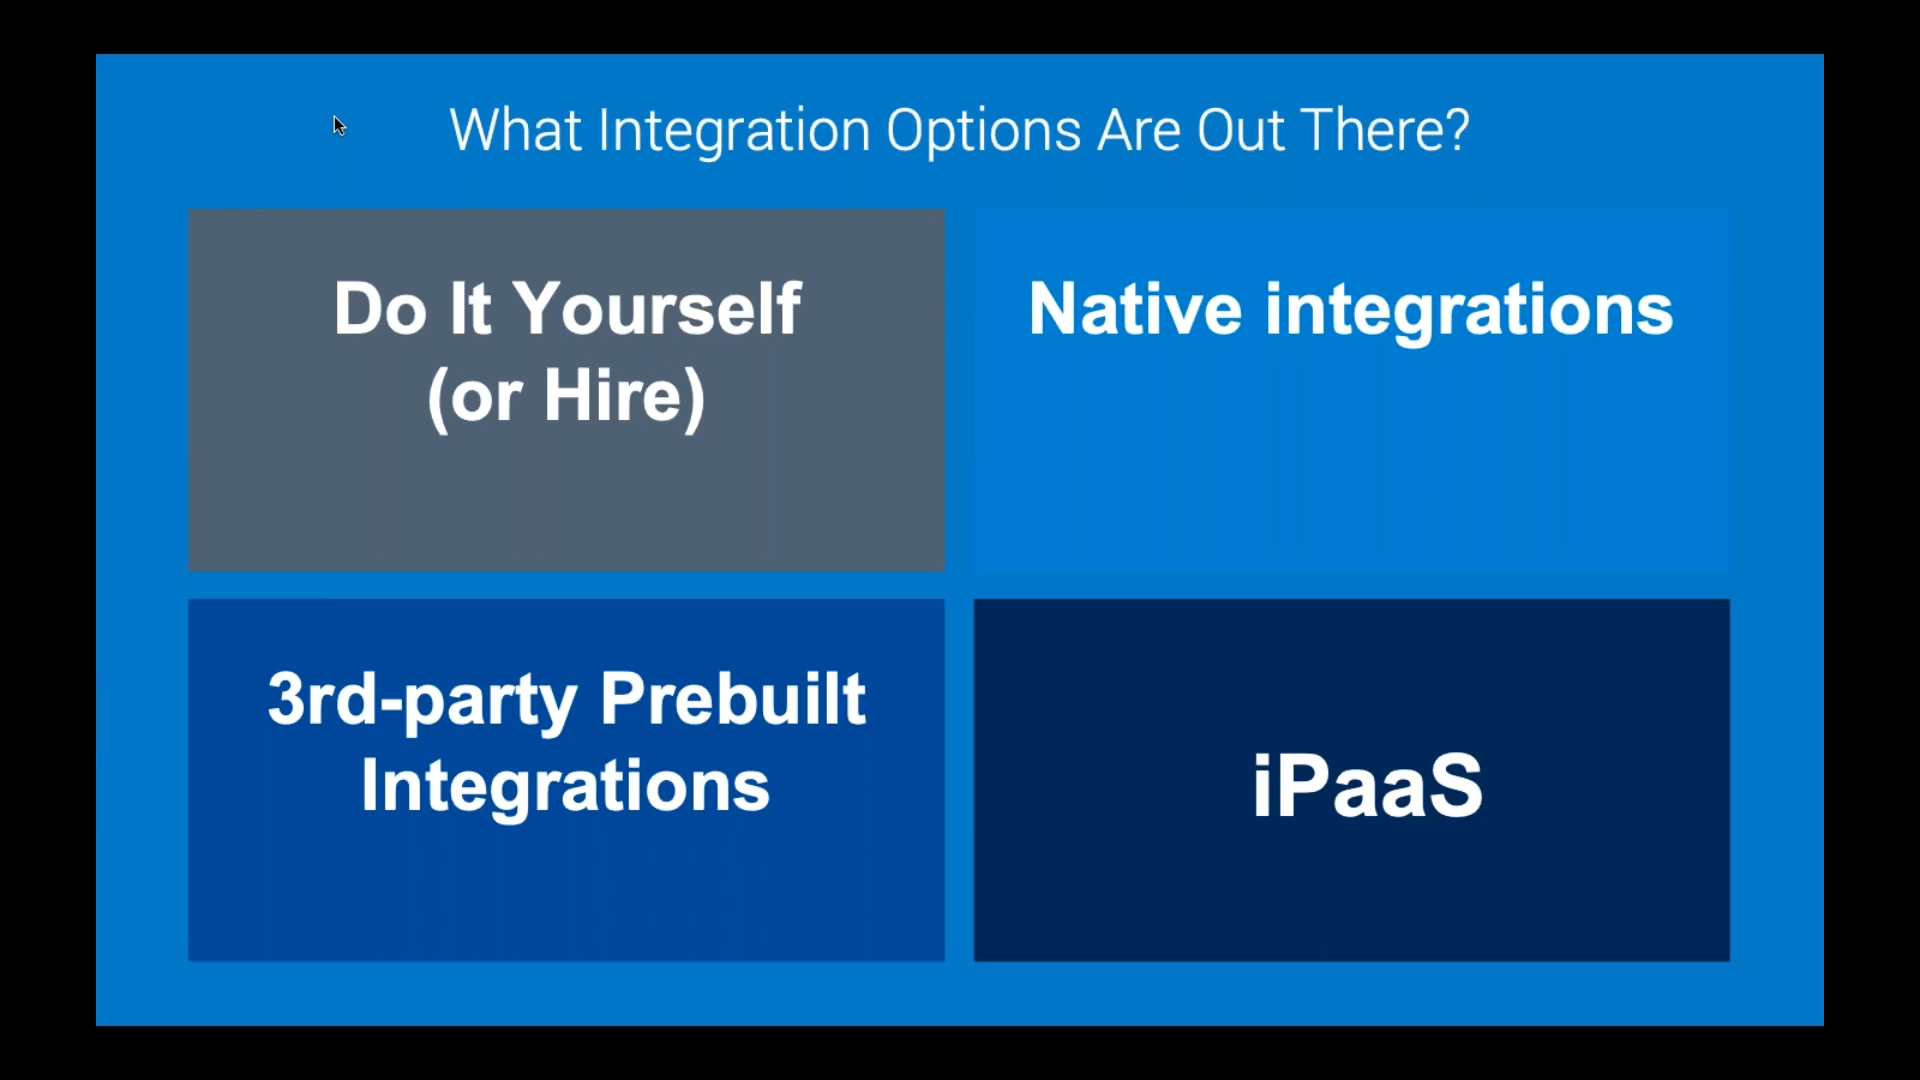 What Integration Options Are Out There?
Do It Yourself
(or Hire)
Native integrations
3rd-party Prebuilt
Integrations
iPaaS